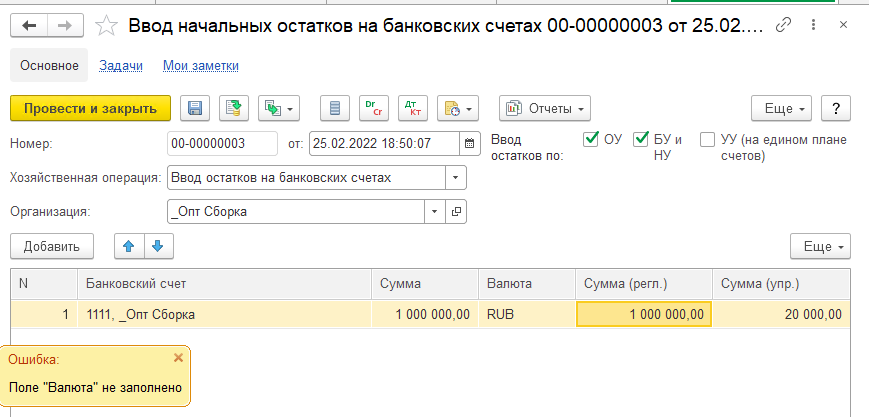 Ввод начальных остатков на банковских счетах 00-00000003 от 25.02....
Основное Задачи Мои заметки
Провести и закрыть Dr Cr Дт Кт Отчеты Еще ?
Номер: 00-00000003 от: 25.02.2022 18:50:07 Ввод остатков по: ОУ БУ и НУ УУ (на едином плане счетов)
Хозяйственная операция: Ввод остатков на банковских счетах
Организация: _Опт Сборка
Добавить Еще
N Банковский счет Сумма Валюта Сумма (регл.) Сумма (упр.)
1 1111, _Опт Сборка 1 000 000,00 RUB 1 000 000,00 20 000,00
Ошибка:
Поле "Валюта" не заполнено